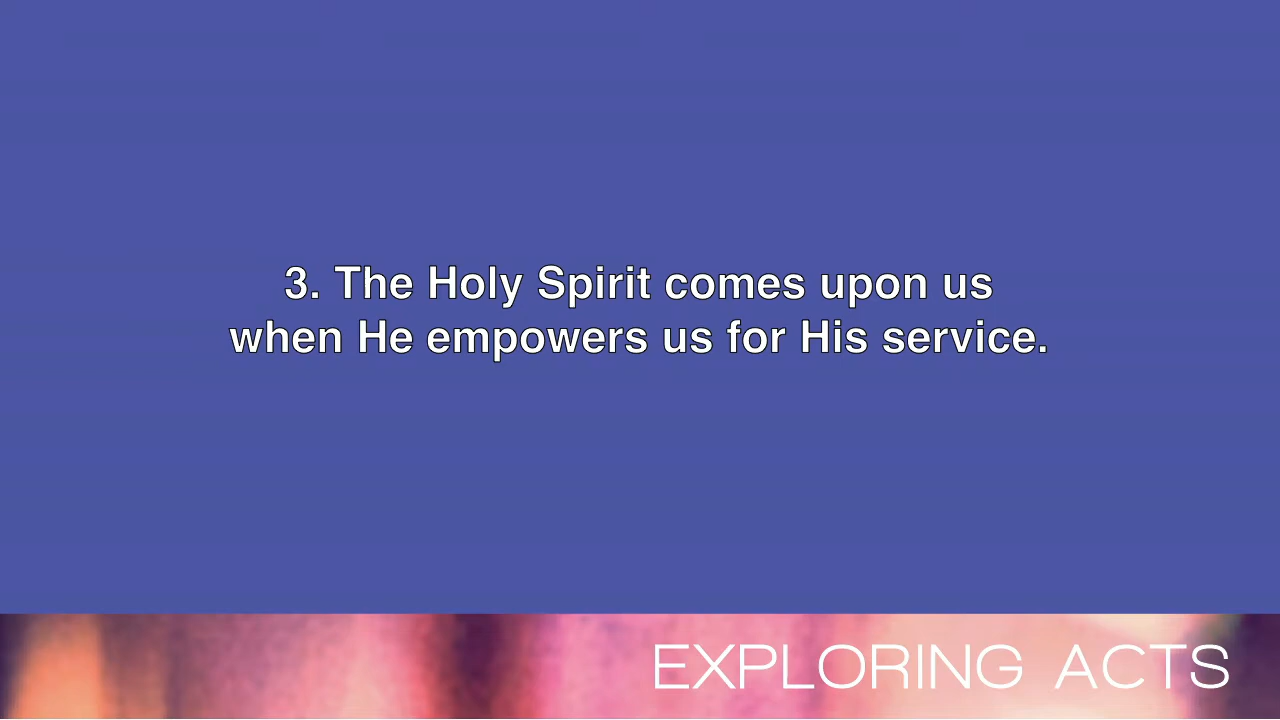 3. The Holy Spirit comes upon us
when He empowers us for His service.
EXPLORING ACTS